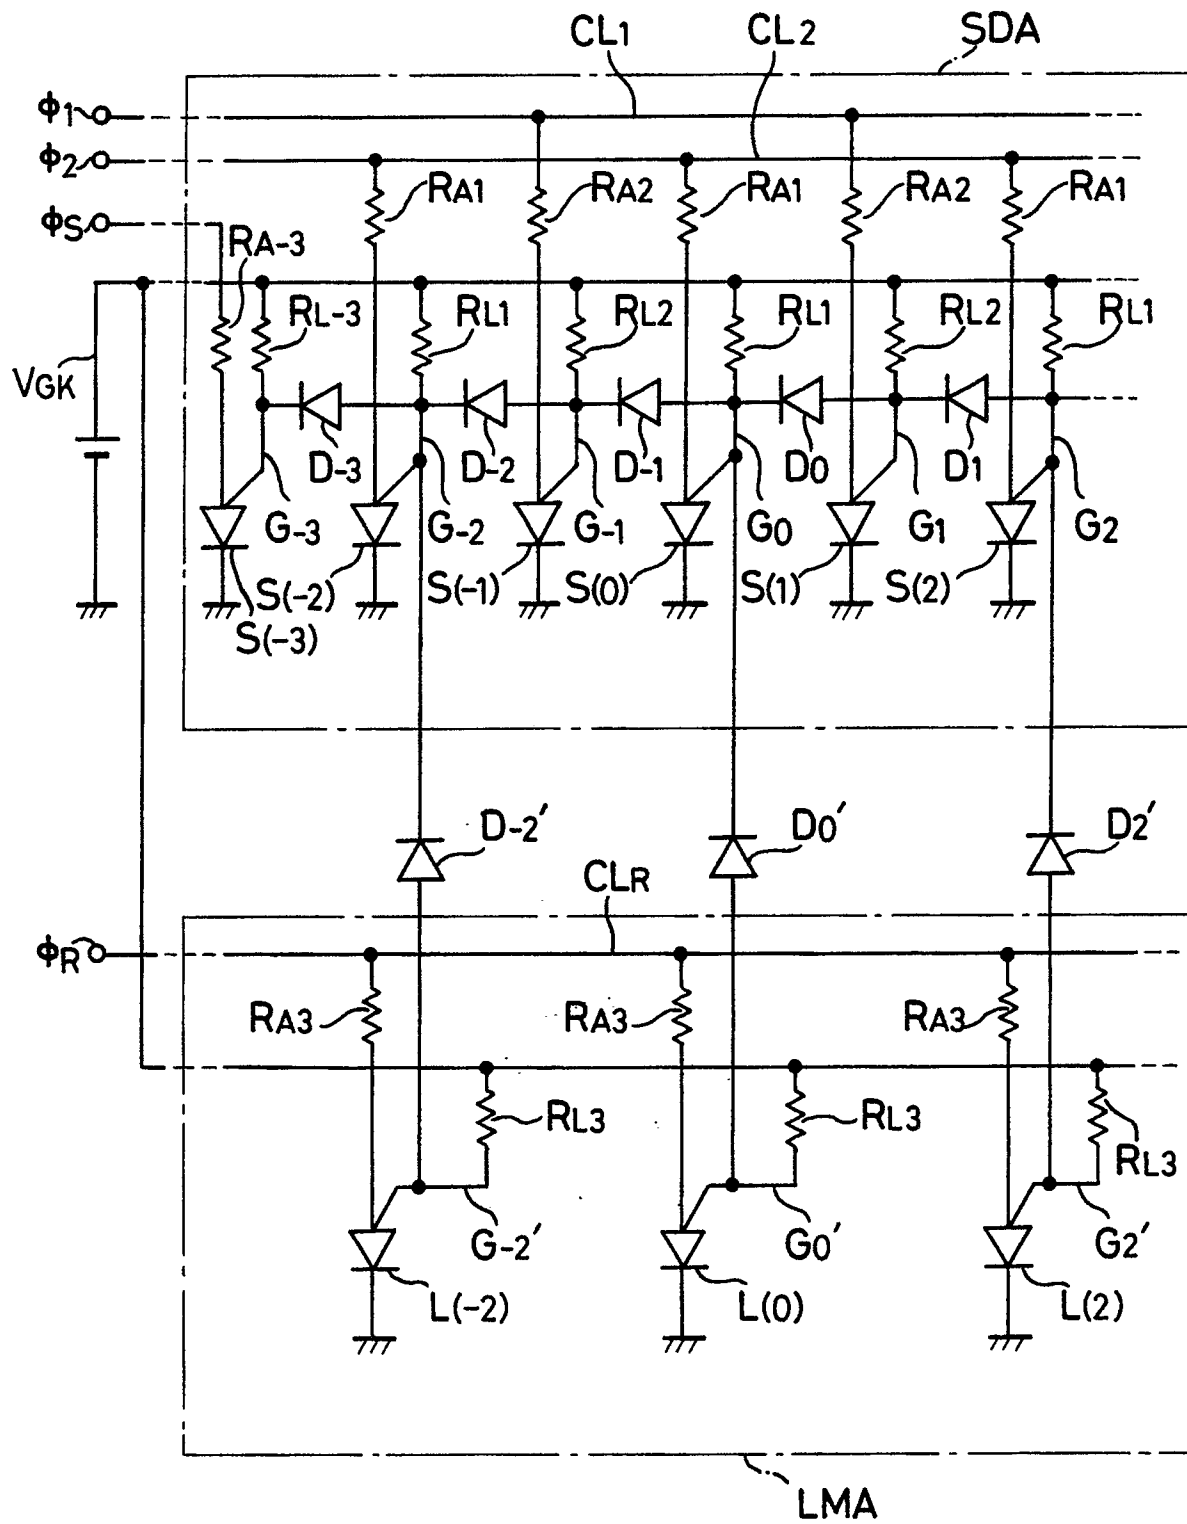 CL1 CL2 SDA
ϕ1
ϕ2
RA1 RA2 RA1 RA2 RA1
ϕS
RA-3
RL-3 RL1 RL2 RL1 RL2 RL1
VGK
D-3 D-2 D-1 D0 D1
G-3 G-2 G-1 G0 G1 G2
S(-2) S(-1) S(0) S(1) S(2)
S(-3)
D-2' D0' D2'
CLR
ϕR
RA3 RA3 RA3
RL3 RL3 RL3
G-2' G0' G2'
L(-2) L(0) L(2)
LMA